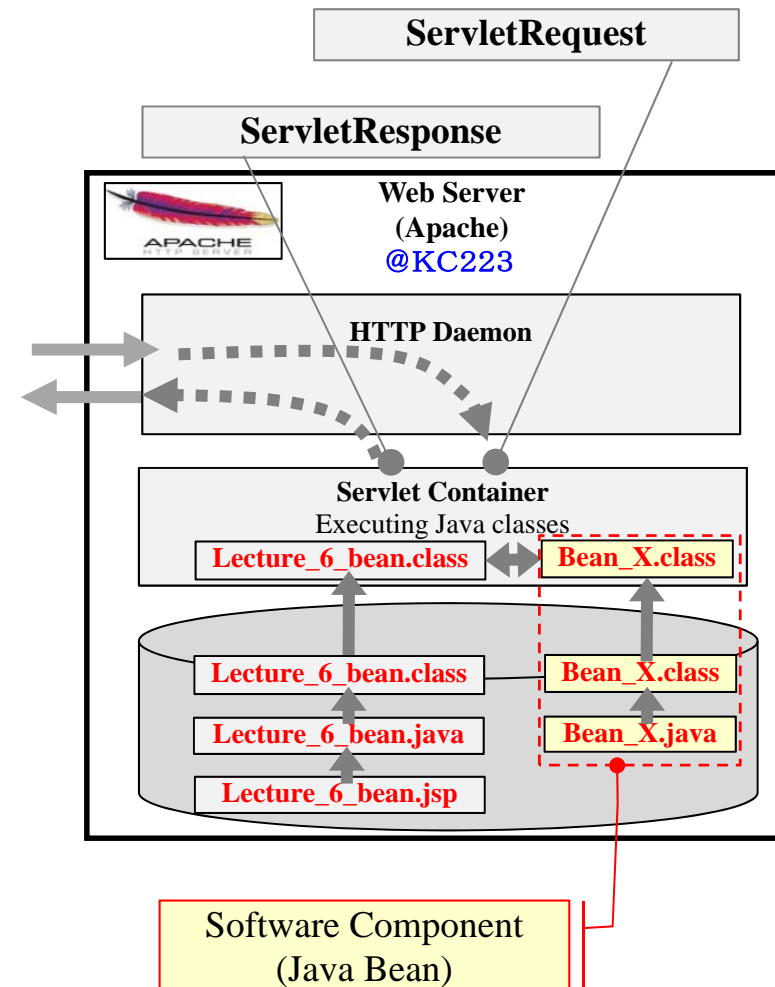 ServletRequest
ServletResponse
Web Server
(Apache)
@KC223
APACHE
HTTP SERVER
HTTP Daemon
Servlet Container
Executing Java classes
Lecture_6_bean.class
Bean_X.class
Lecture_6_bean.class
Bean_X.class
Lecture_6_bean.java
Bean_X.java
Lecture_6_bean.jsp
Software Component
(Java Bean)